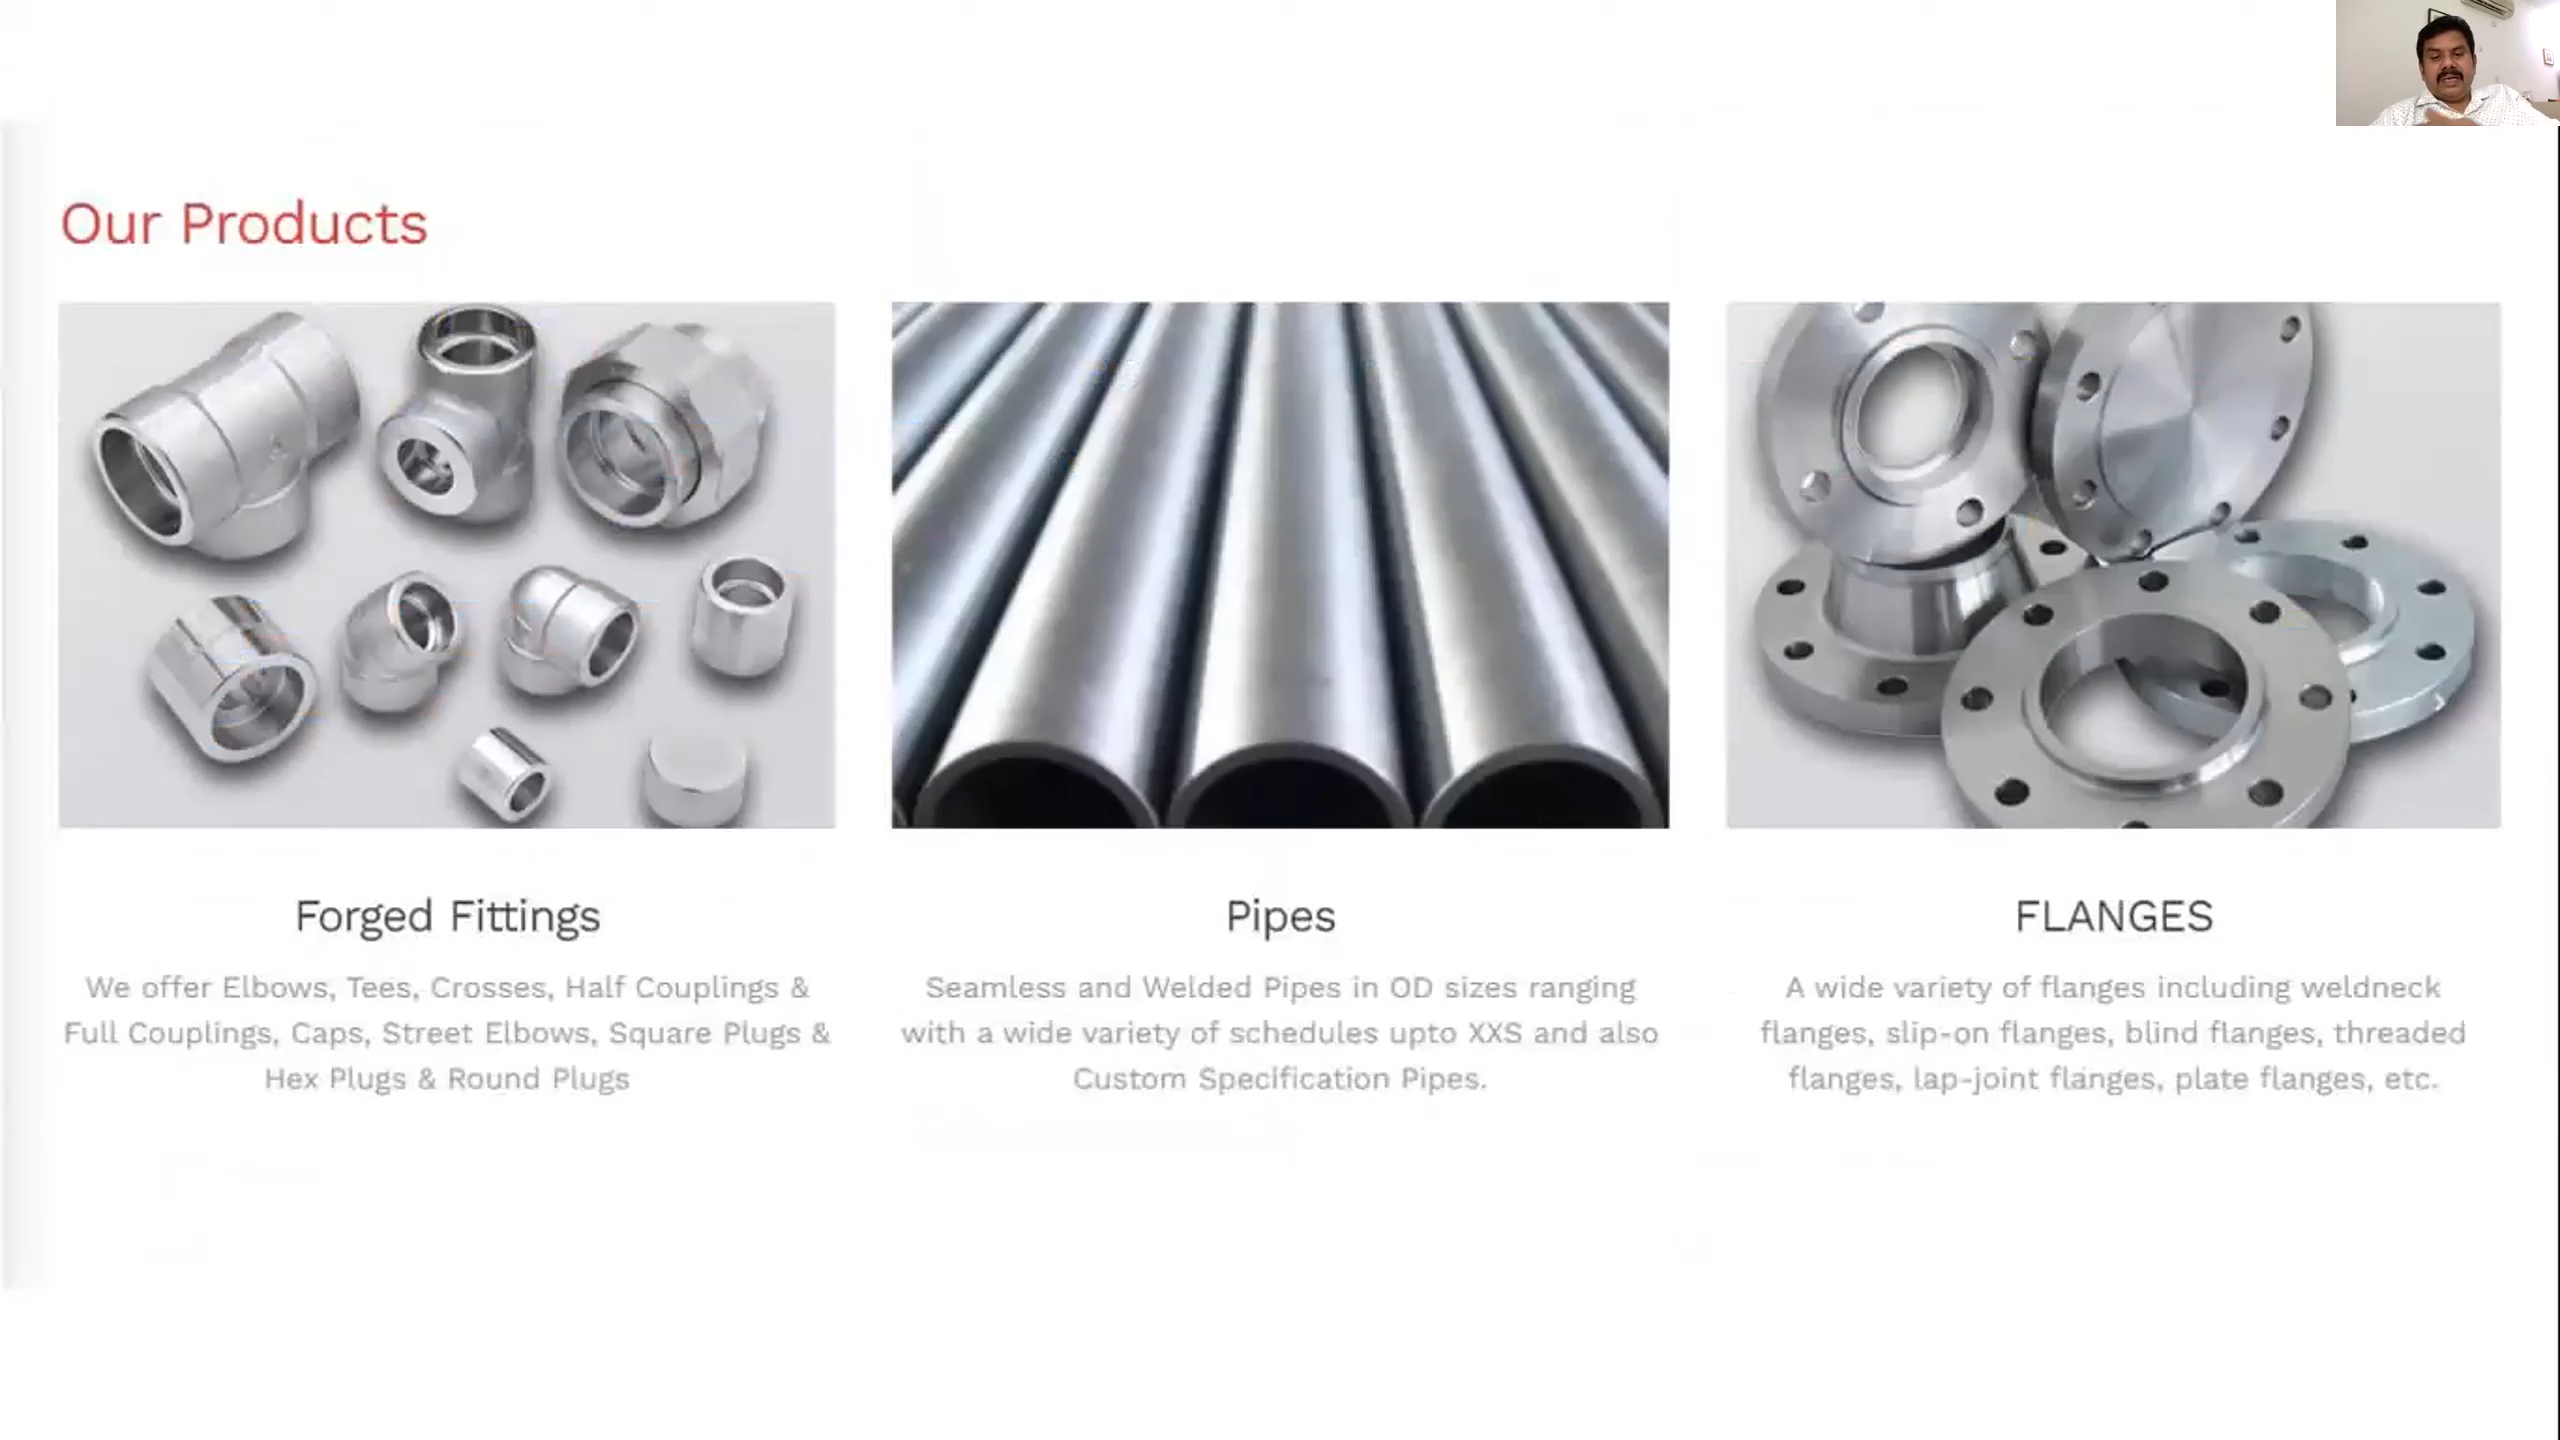 Our Products
Forged Fittings
We offer Elbows, Tees, Crosses, Half Couplings &
Full Couplings, Caps, Street Elbows, Square Plugs &
Hex Plugs & Round Plugs
Pipes
Seamless and Welded Pipes in OD sizes ranging
with a wide variety of schedules upto XXS and also
Custom Specification Pipes.
FLANGES
A wide variety of flanges including weldneck
flanges, slip-on flanges, blind flanges, threaded
flanges, lap-joint flanges, plate flanges, etc.